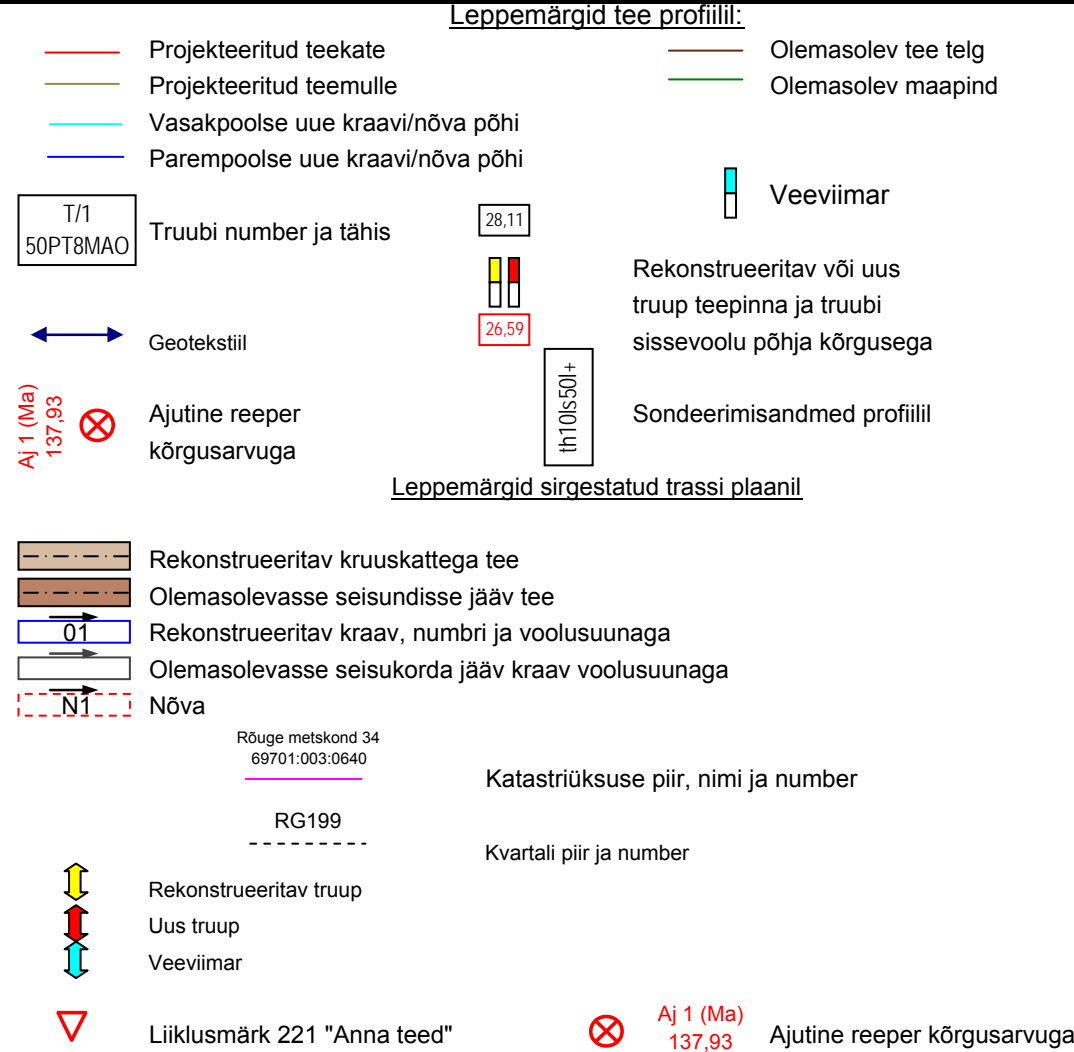 Leppemärgid tee profiilil:
Projekteeritud teekate
Projekteeritud teemulle
Vasakpoolse uue kraavi/nõva põhi
Parempoolse uue kraavi/nõva põhi
Olemasolev tee telg
Olemasolev maapind
T/1
50PT8MAO
Truubi number ja tähis
28,11
26,59
Veeviimar
Rekonstrueeritav või uus
truup teepinna ja truubi
sissevoolu põhja kõrgusega
Geotekstiil
Aj 1 (Ma)
137,93
Ajutine reeper
kõrgusarvuga
th10ls50l+
Sondeerimisandmed profiilil
Leppemärgid sirgestatud trassi plaanil
Rekonstrueeritav kruuskattega tee
Olemasolevasse seisundisse jääv tee
01
Rekonstrueeritav kraav, numbri ja voolusuunaga
Olemasolevasse seisukorda jääv kraav voolusuunaga
N1
Nõva
Rõuge metskond 34
69701:003:0640
Katastriüksuse piir, nimi ja number
RG199
Kvartali piir ja number
Rekonstrueeritav truup
Uus truup
Veeviimar
Liiklusmärk 221 "Anna teed"
Aj 1 (Ma)
137,93
Ajutine reeper kõrgusarvuga